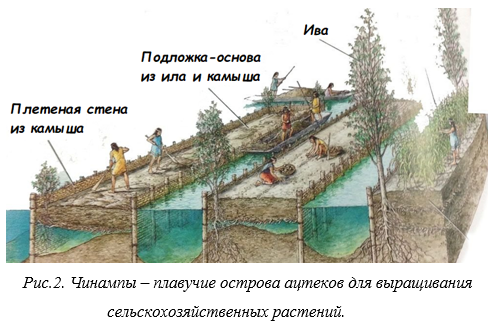 Ива
Подложка-основа
из ила и камыша
Плетеная стена
из камыша
Рис.2. Чинампы – плавучие острова ацтеков для выращивания
сельскохозяйственных растений.